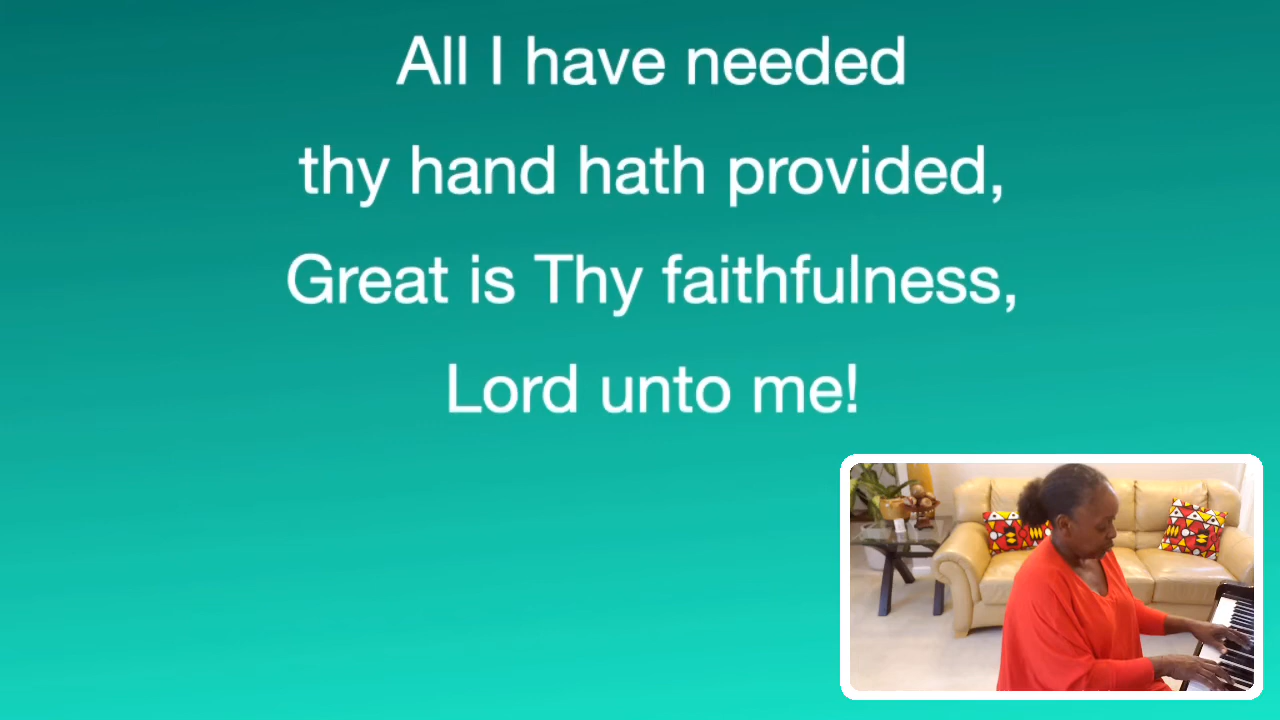 All I have needed
thy hand hath provided,
Great is Thy faithfulness,
Lord unto me!